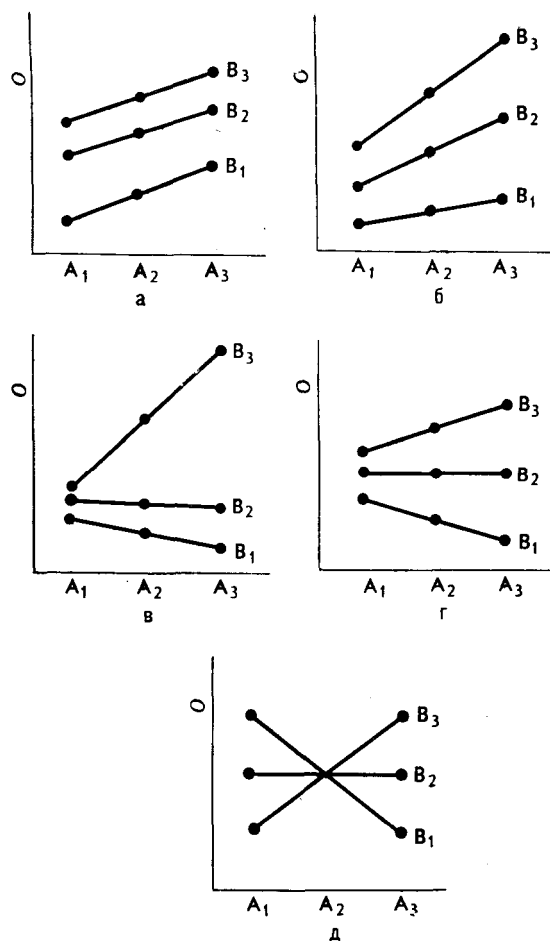 O
B₃
B₂
B₁
A₁ A₂ A₃
а
O
B₃
B₂
B₁
A₁ A₂ A₃
б
O
B₃
B₂
B₁
A₁ A₂ A₃
в
O
B₃
B₂
B₁
A₁ A₂ A₃
г
O
B₃
B₂
B₁
A₁ A₂ A₃
д